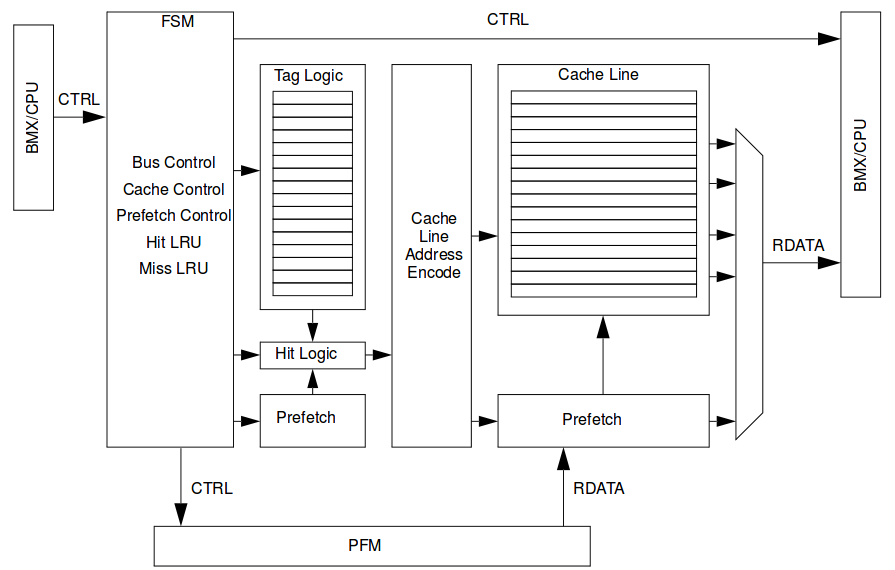 FSM
CTRL
BMX/CPU
CTRL
Tag Logic
Cache Line
BMX/CPU
Bus Control
Cache Control
Prefetch Control
Hit LRU
Miss LRU
Cache
Line
Address
Encode
RDATA
Hit Logic
Prefetch
Prefetch
CTRL
RDATA
PFM